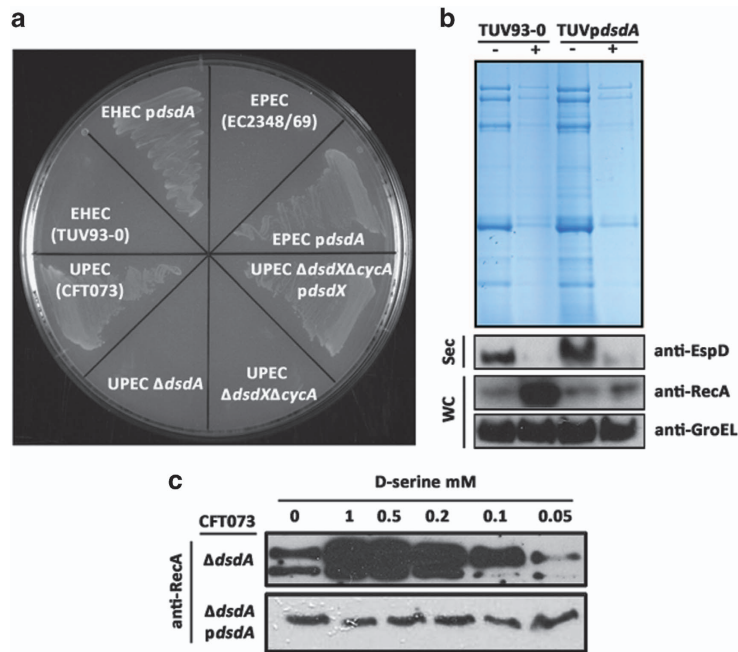 a
EHEC pdsdA
EPEC
(EC2348/69)
EHEC
(TUV93-0)
EPEC pdsdA
UPEC
(CFT073)
UPEC ΔdsdXΔcycA
pdsdX
UPEC ΔdsdA
UPEC
ΔdsdXΔcycA
b
TUV93-0 TUVpdsdA
- + - +
Sec
anti-EspD
WC
anti-RecA
anti-GroEL
c
D-serine mM
CFT073 0 1 0.5 0.2 0.1 0.05
anti-RecA
ΔdsdA
ΔdsdA
pdsdA